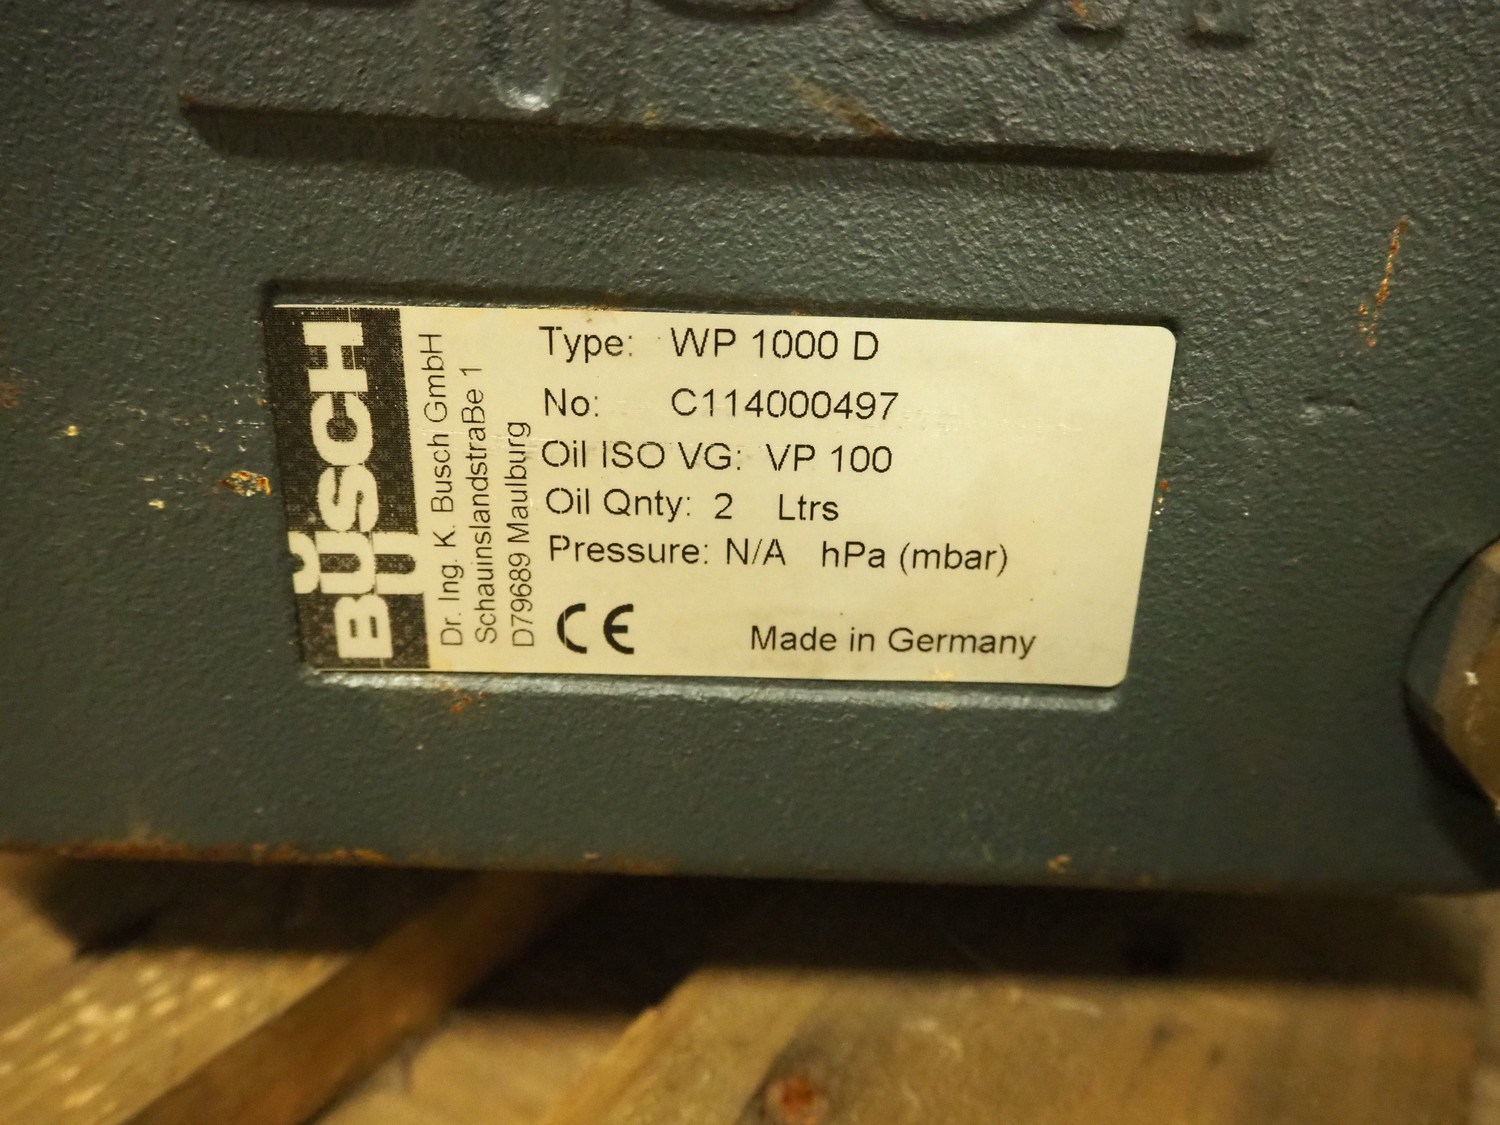 BUSCH
Dr. Ing. K. Busch GmbH
SchauinslandstraBe 1
D79689 Maulburg
Type: WP 1000 D
No: C114000497
Oil ISO VG: VP 100
Oil Qnty: 2 Ltrs
Pressure: N/A hPa (mbar)
CE
Made in Germany